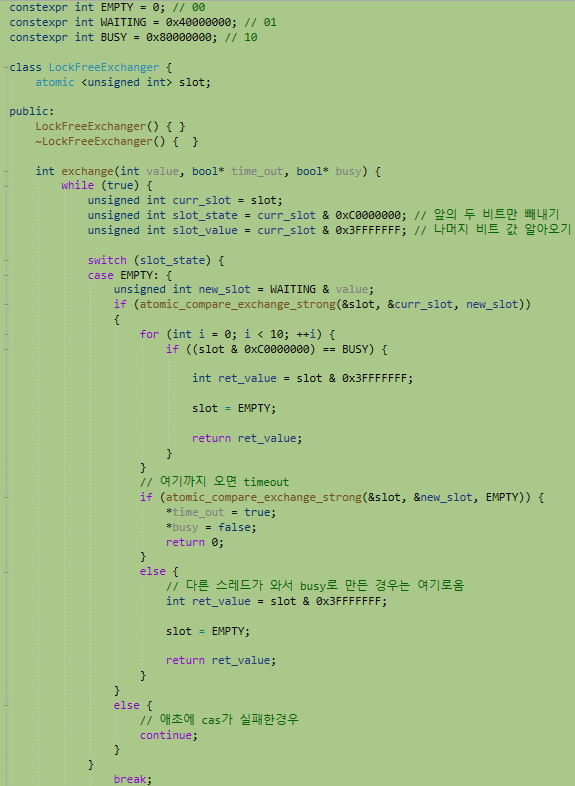 constexpr int EMPTY = 0; // 00
constexpr int WAITING = 0x40000000; // 01
constexpr int BUSY = 0x80000000; // 10
class LockFreeExchanger {
atomic <unsigned int> slot;
public:
LockFreeExchanger() { }
~LockFreeExchanger() {  }
int exchange(int value, bool* time_out, bool* busy) {
while (true) {
unsigned int curr_slot = slot;
unsigned int slot_state = curr_slot & 0xC0000000; // 앞의 두 비트만 빼내기
unsigned int slot_value = curr_slot & 0x3FFFFFFF; // 나머지 비트 값 알아오기
switch (slot_state) {
case EMPTY: {
unsigned int new_slot = WAITING & value;
if (atomic_compare_exchange_strong(&slot, &curr_slot, new_slot))
{
for (int i = 0; i < 10; ++i) {
if ((slot & 0xC0000000) == BUSY) {
int ret_value = slot & 0x3FFFFFFF;
slot = EMPTY;
return ret_value;
}
}
// 여기까지 오면 timeout
if (atomic_compare_exchange_strong(&slot, &new_slot, EMPTY)) {
*time_out = true;
*busy = false;
return 0;
}
else {
// 다른 스레드가 와서 busy로 만든 경우는 여기로옴
int ret_value = slot & 0x3FFFFFFF;
slot = EMPTY;
return ret_value;
}
}
else {
// 애초에 cas가 실패한경우
continue;
}
}
break;